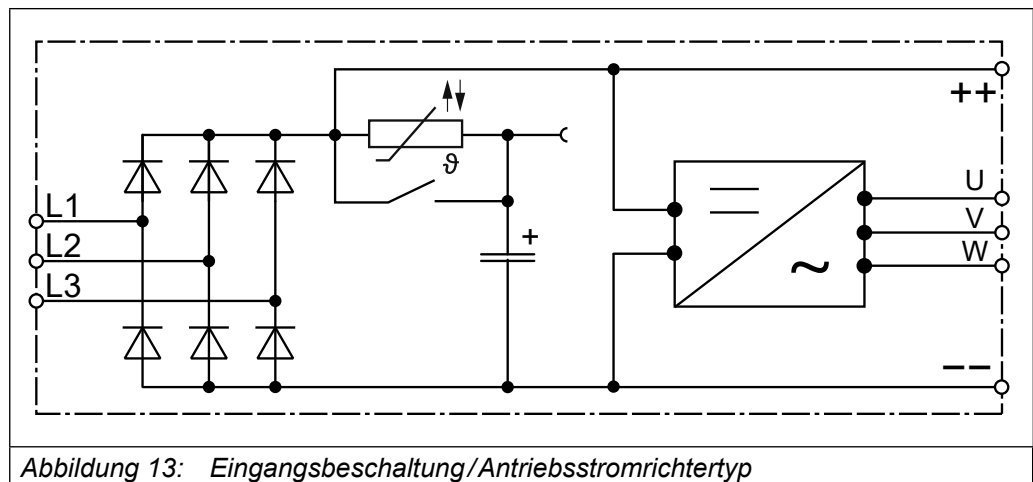 ++
ϑ
L1
L2
L3
+
U
V
W
~
--
Abbildung 13: Eingangsbeschaltung/Antriebsstromrichtertyp